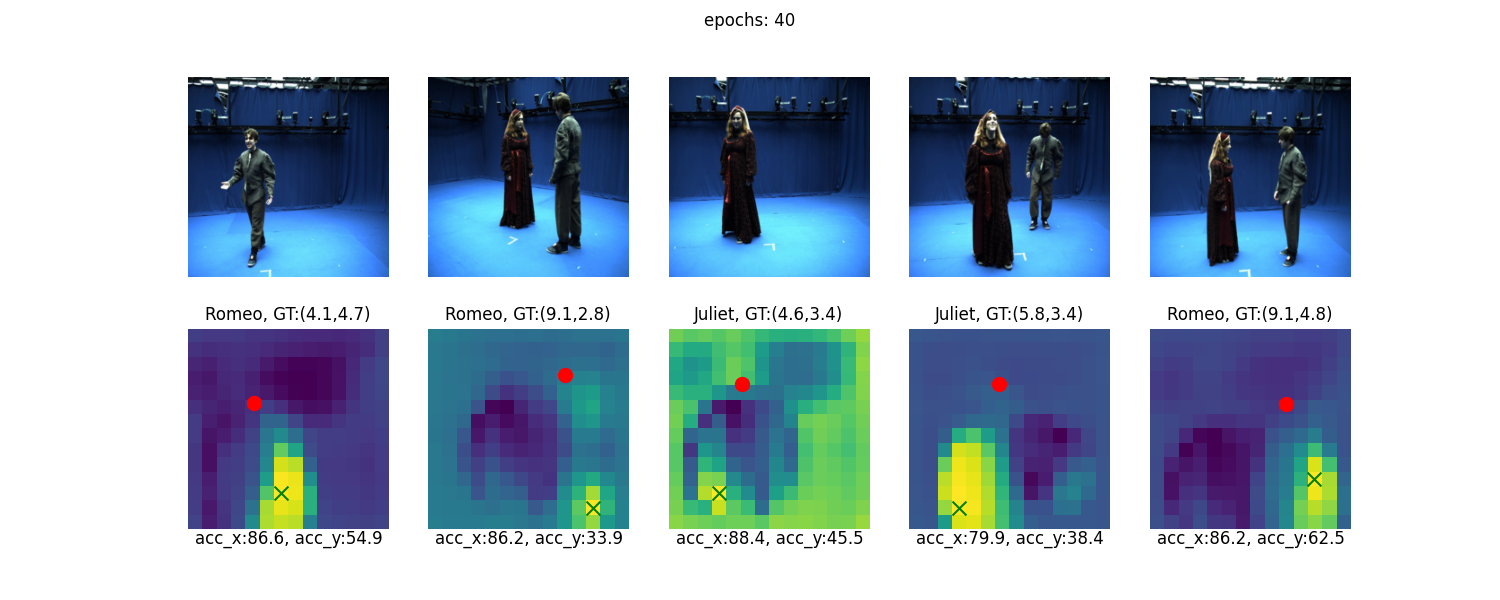 epochs: 40
Romeo, GT:(4.1,4.7)
Romeo, GT:(9.1,2.8)
Juliet, GT:(4.6,3.4)
Juliet, GT:(5.8,3.4)
Romeo, GT:(9.1,4.8)
acc_x:86.6, acc_y:54.9
acc_x:86.2, acc_y:33.9
acc_x:88.4, acc_y:45.5
acc_x:79.9, acc_y:38.4
acc_x:86.2, acc_y:62.5